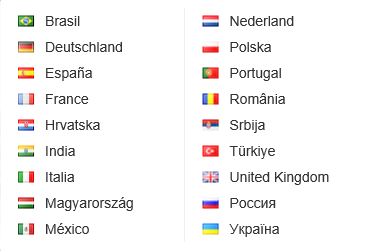 Brasil
Deutschland
España
France
Hrvatska
India
Italia
Magyarország
México
Nederland
Polska
Portugal
România
Srbija
Türkiye
United Kingdom
Россия
Україна